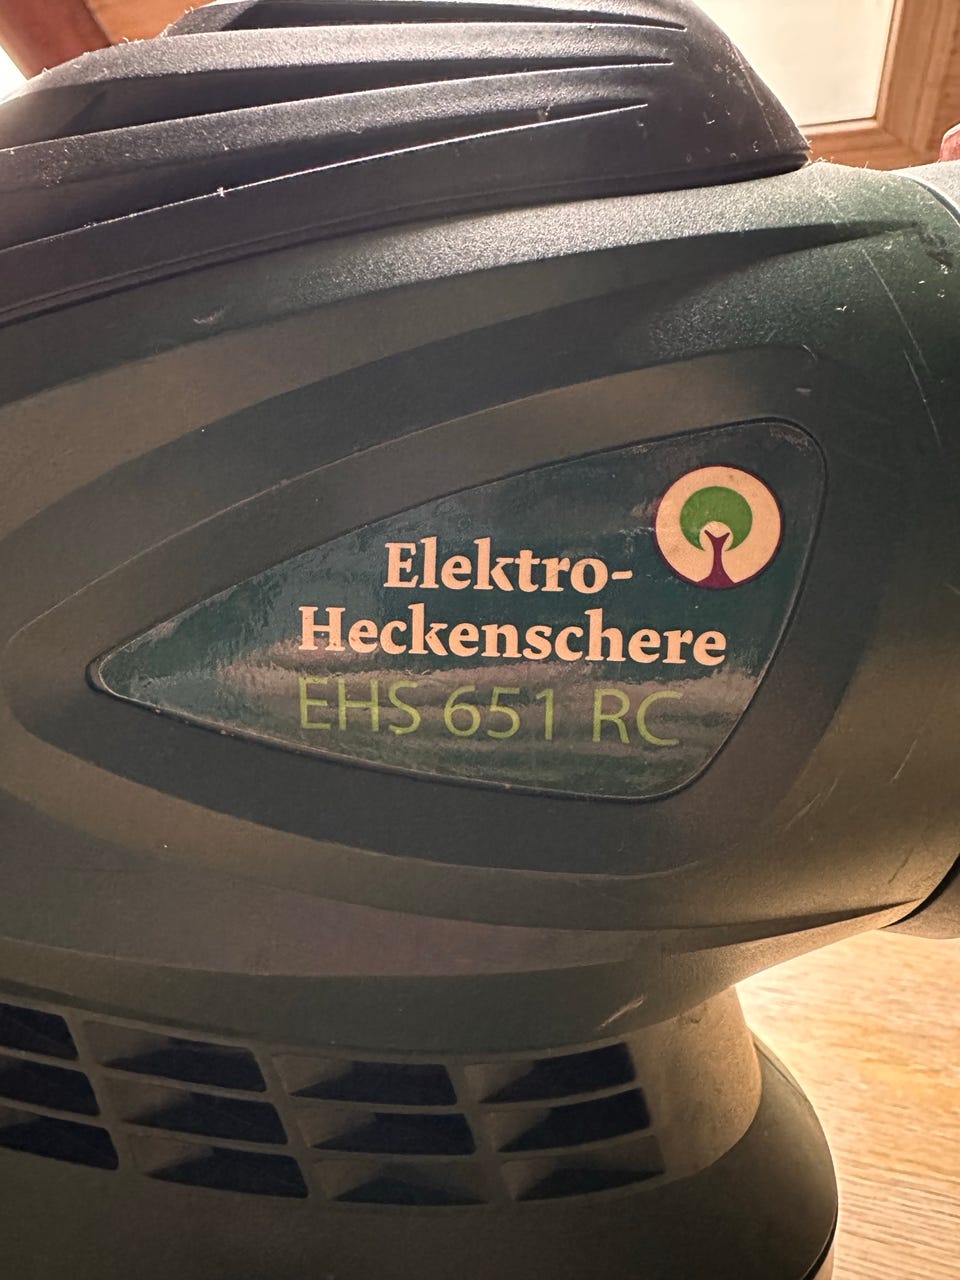 Elektro-
Heckenschere
EHS 651 RC